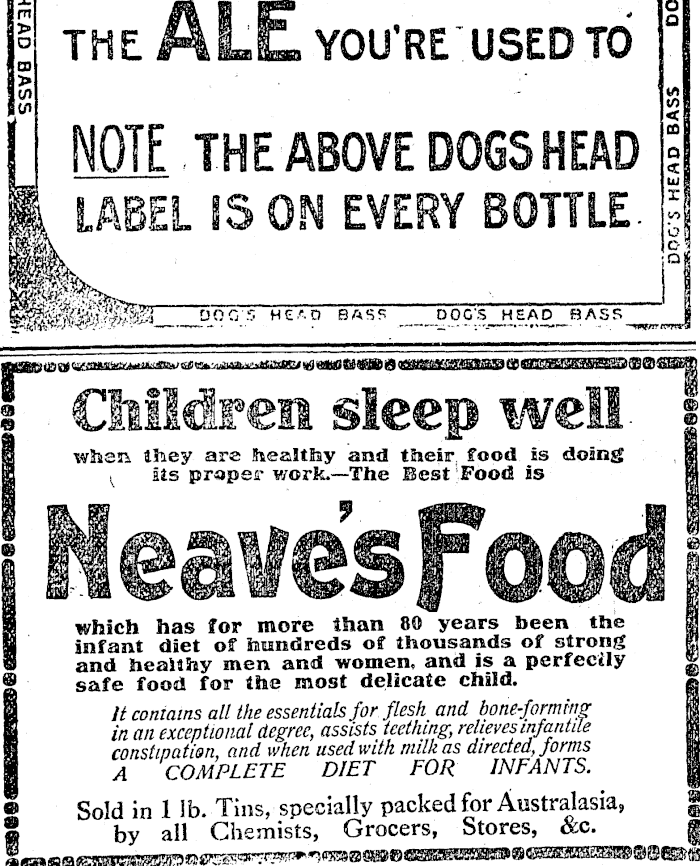 THE ALE YOU'RE USED TO
NOTE THE ABOVE DOGS HEAD
LABEL IS ON EVERY BOTTLE.
HEAD BASS
DOG'S HEAD BASS
DO
DOG'S HEAD BASS DOG'S HEAD BASS
Children sleep well
when they are healthy and their food is doing
its proper work.—The Best Food is
Neave's Food
which has for more than 80 years been the
infant diet of hundreds of thousands of strong
and healthy men and women, and is a perfectly
safe food for the most delicate child.
It contains all the essentials for flesh and bone-forming
in an exceptional degree, assists teething, relieves infantile
constipation, and when used with milk as directed, forms
A COMPLETE DIET FOR INFANTS.
Sold in 1 lb. Tins, specially packed for Australasia,
by all Chemists, Grocers, Stores, &c.